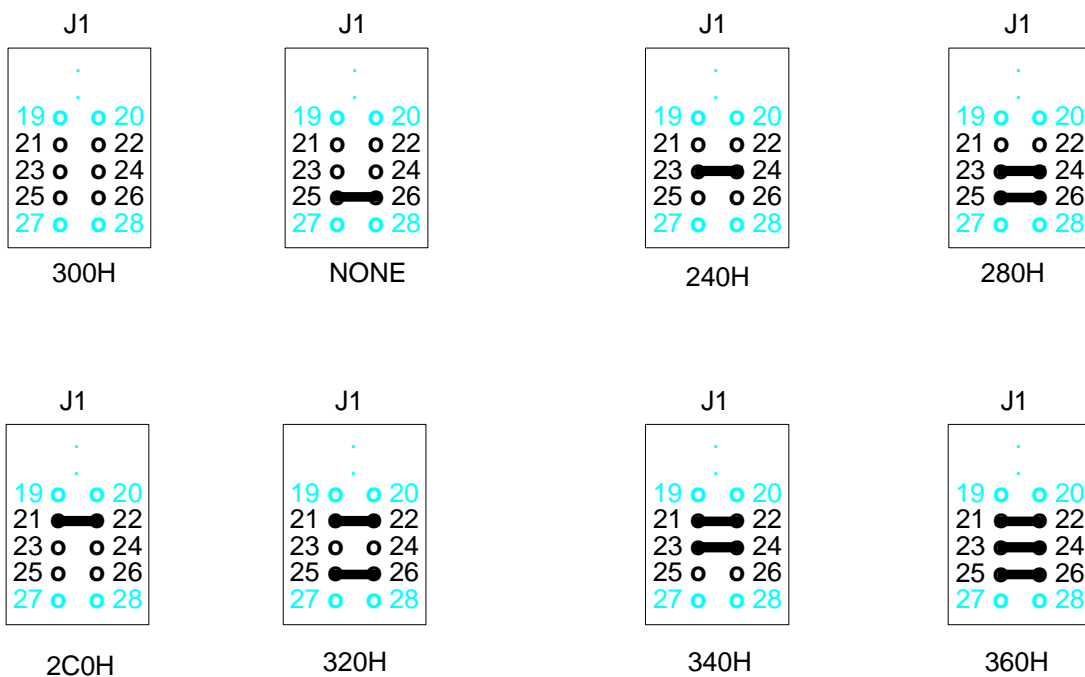 J1 J1 J1 J1
19 o o 20 19 o o 20 19 o o 20 19 o o 20
21 o o 22 21 o o 22 21 o o 22 21 o o 22
23 o o 24 23 o o 24 23 24 23 24
25 o o 26 25 26 25 o o 26 25 26
27 o o 28 27 o o 28 27 o o 28 27 o o 28
300H NONE 240H 280H
J1 J1 J1 J1
19 o o 20 19 o o 20 19 o o 20 19 o o 20
21 22 21 22 21 22 21 22
23 o o 24 23 o o 24 23 24 23 24
25 o o 26 25 26 25 o o 26 25 26
27 o o 28 27 o o 28 27 o o 28 27 o o 28
2C0H 320H 340H 360H